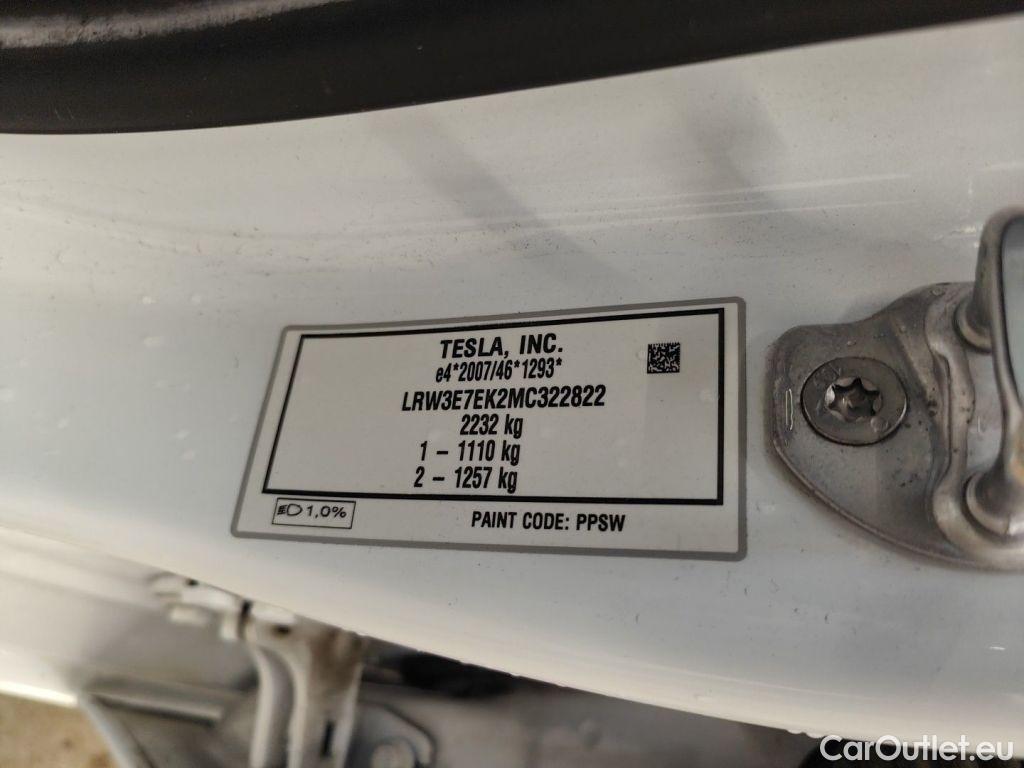 TESLA, INC.
e4*2007/46*1293*
LRW3E7EK2MC322822
2232 kg
1 – 1110 kg
2 – 1257 kg
1,0%
PAINT CODE: PPSW
CarOutlet.eu